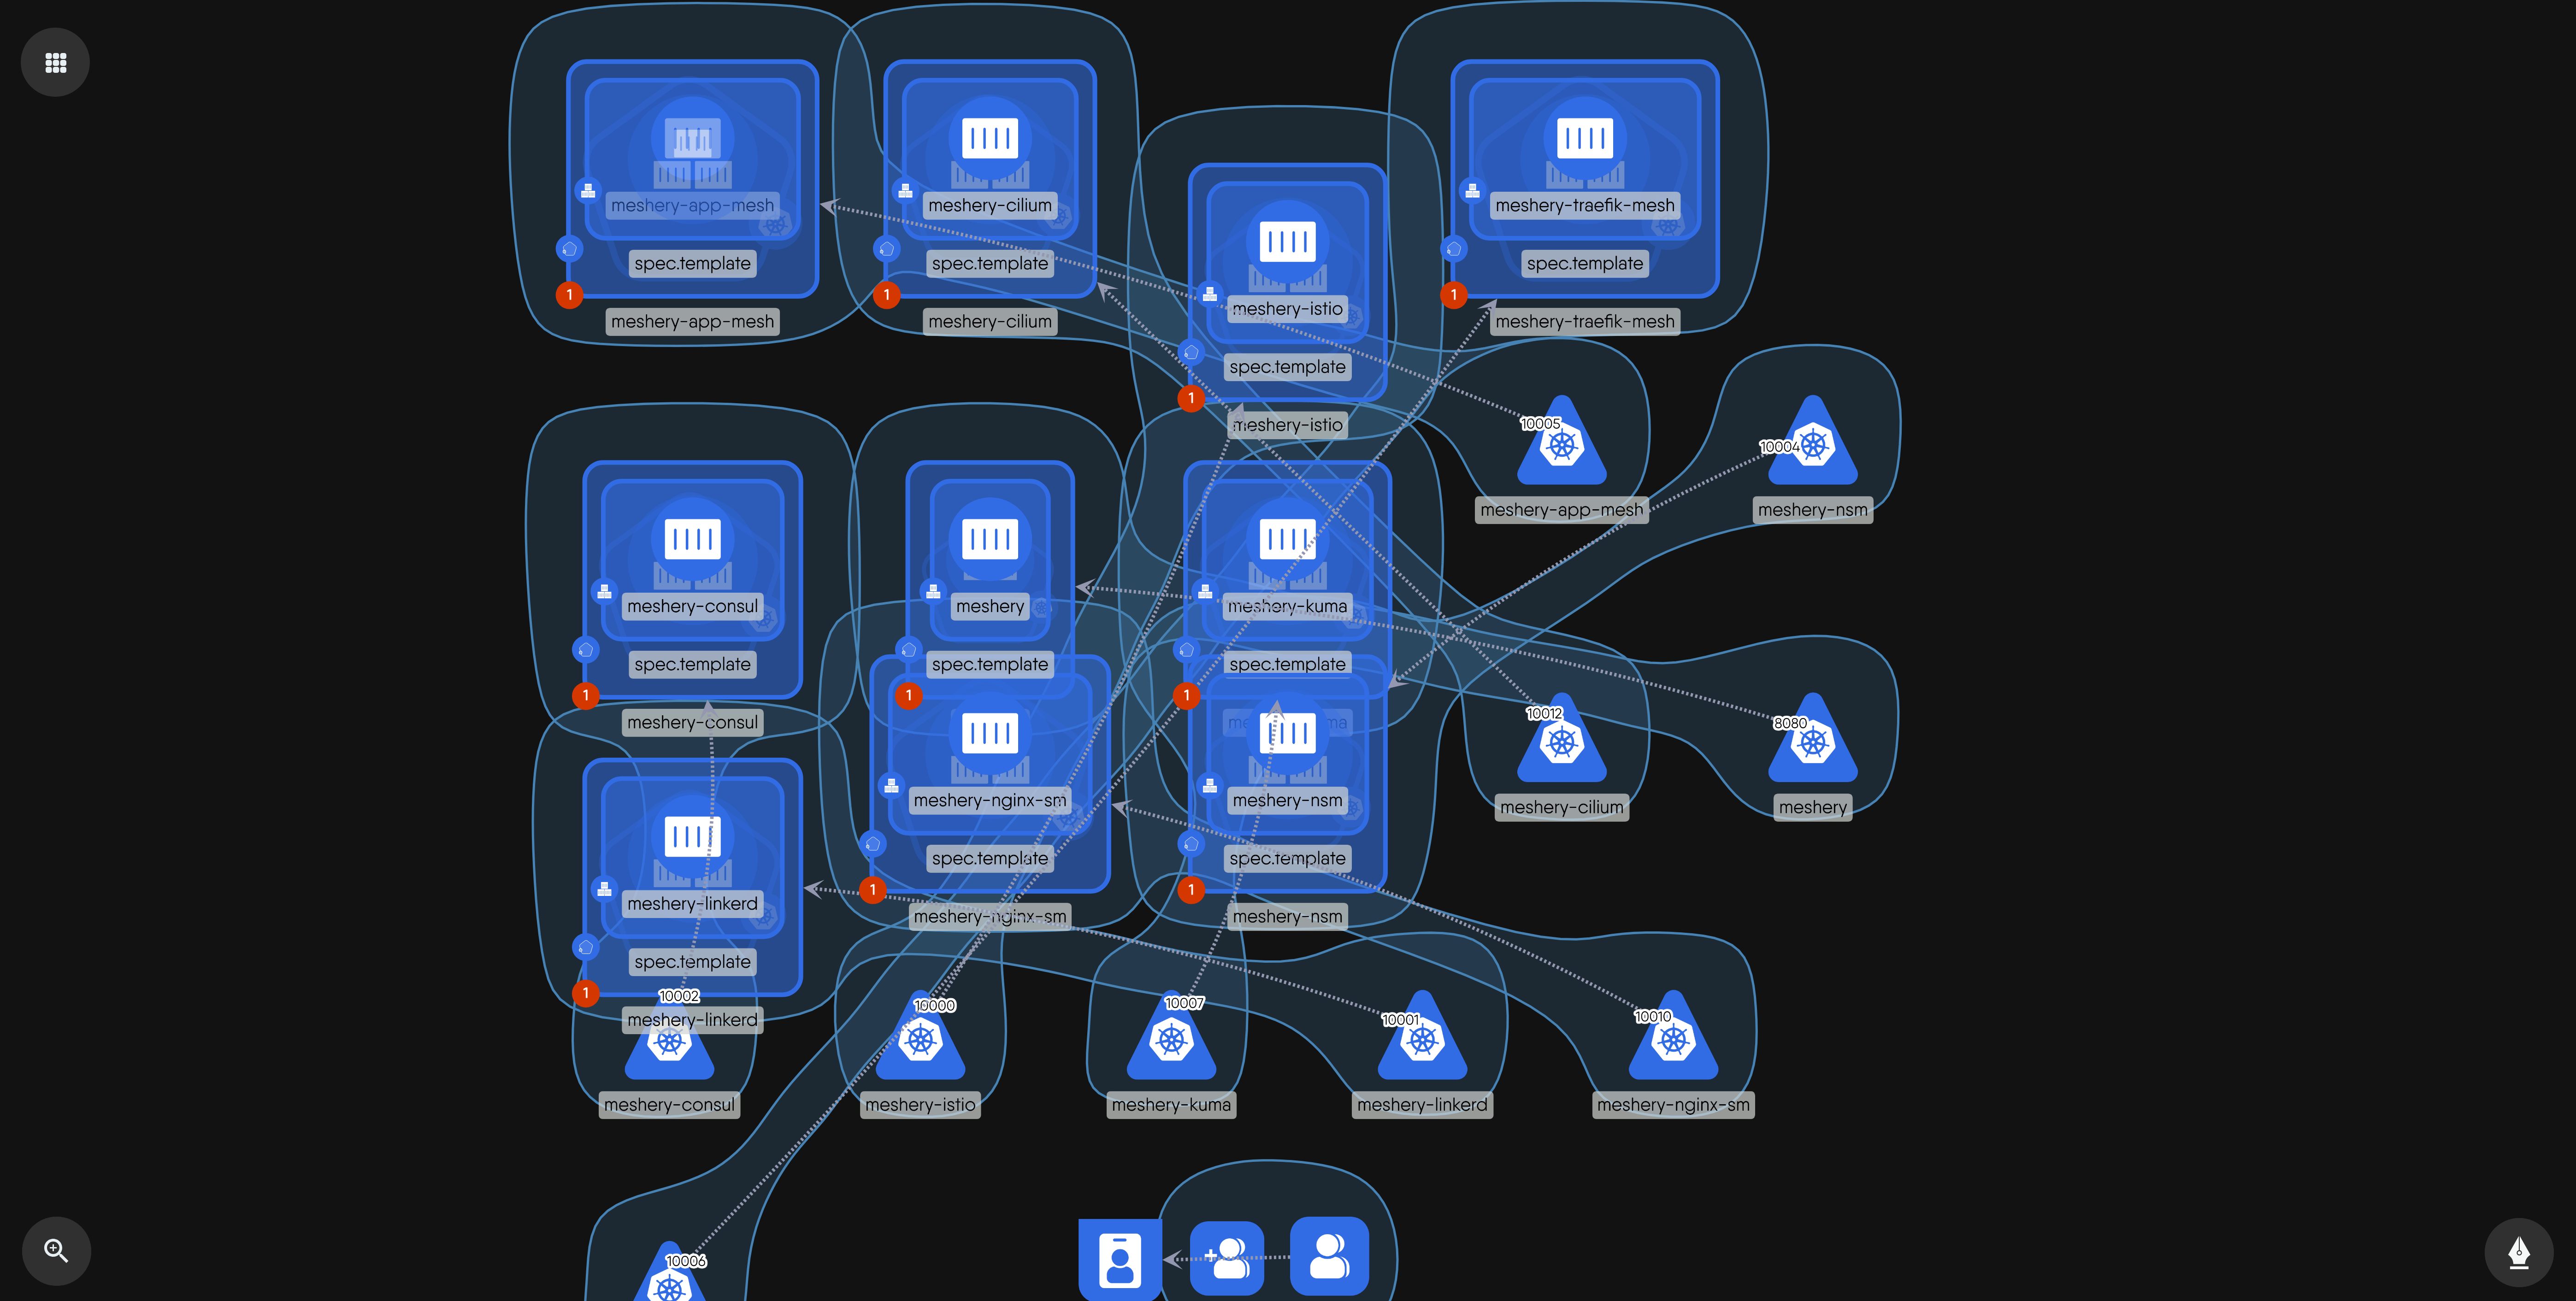 meshery-app-mesh
spec.template
1
meshery-app-mesh
meshery-cilium
spec.template
1
meshery-cilium
meshery-istio
spec.template
1
meshery-istio
meshery-traefik-mesh
spec.template
1
meshery-traefik-mesh
10005
meshery-app-mesh
10004
meshery-nsm
meshery-consul
spec.template
1
meshery-consul
meshery
spec.template
1
meshery-kuma
spec.template
1
meshery-nginx-sm
spec.template
1
meshery-nginx-sm
meshery-nsm
spec.template
1
meshery-nsm
10012
meshery-cilium
8080
meshery
meshery-linkerd
spec.template
1
meshery-linkerd
10002
meshery-consul
10000
meshery-istio
10007
meshery-kuma
10001
meshery-linkerd
10010
meshery-nginx-sm
10006